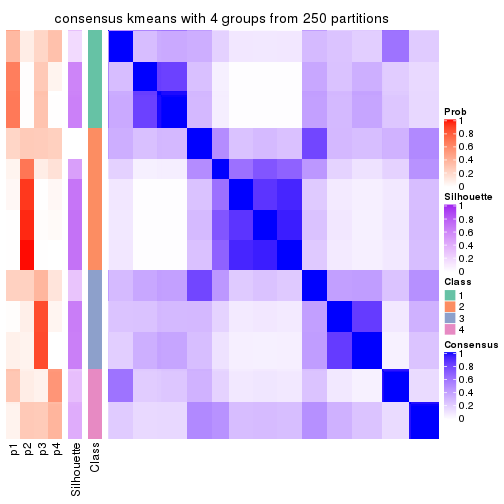 consensus kmeans with 4 groups from 250 partitions
Prob
1
0.8
0.6
0.4
0.2
0
Silhouette
1
0.8
0.6
0.4
0.2
0
Class
1
2
3
4
Consensus
1
0.8
0.6
0.4
0.2
0
p1
p2
p3
p4
Silhouette
Class